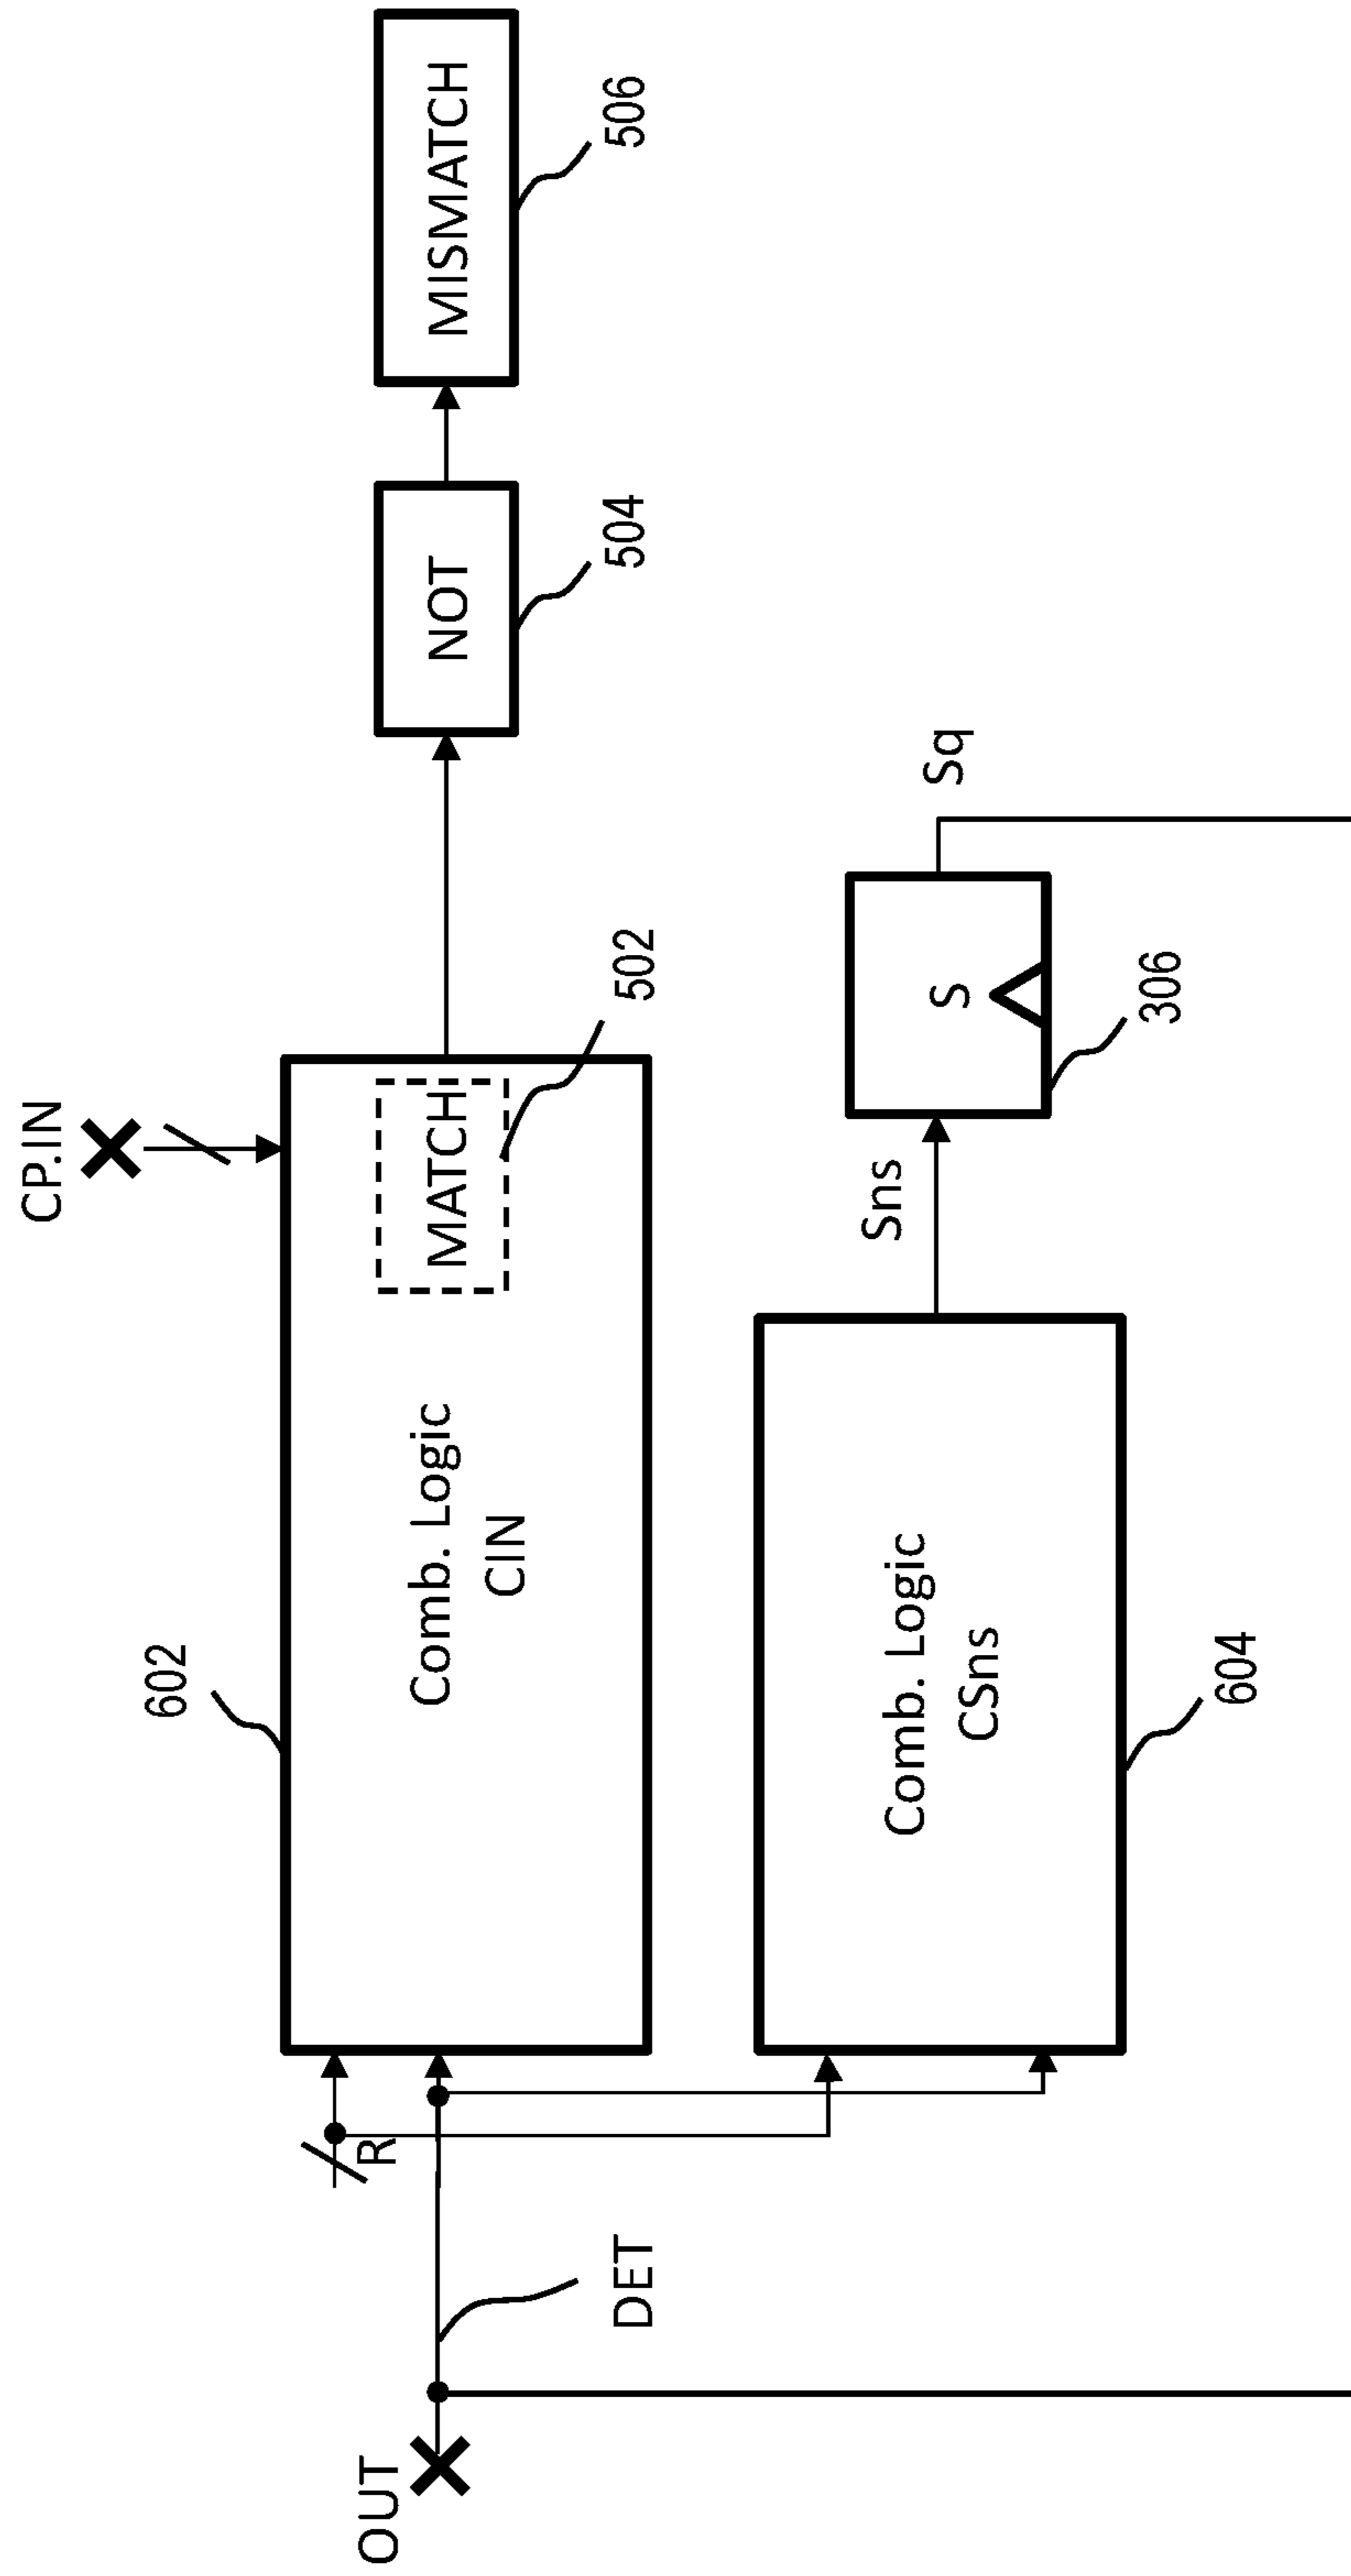 CP.IN
602
Comb. Logic
CIN
MATCH
502
NOT
504
MISMATCH
506
OUT
DET
R
Comb. Logic
CSns
604
Sns
S
306
Sq